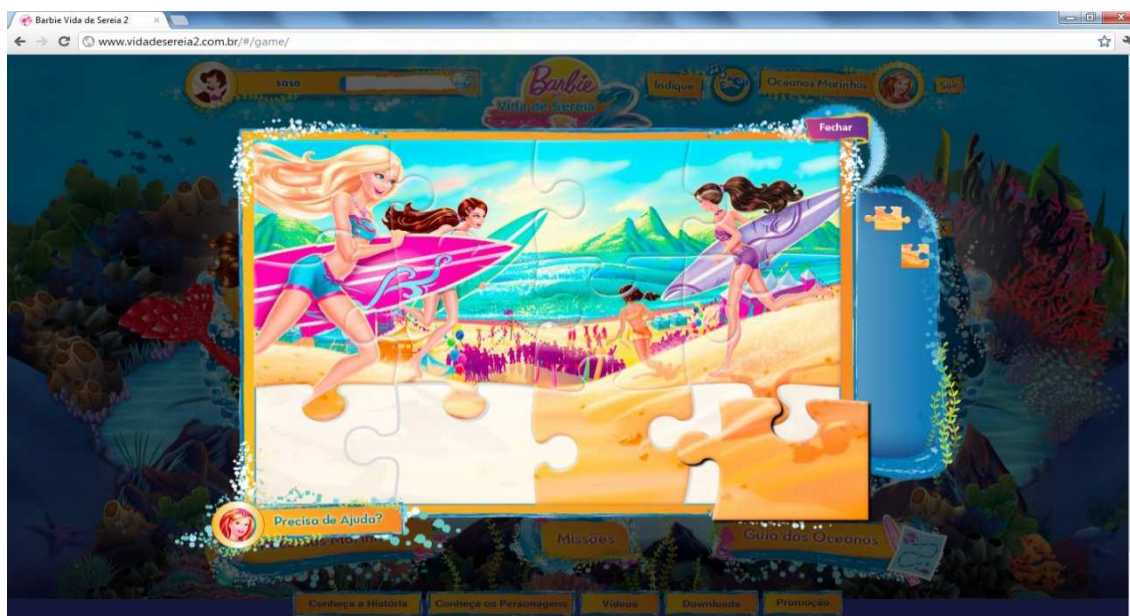 Barbie Vida de Sereia 2
www.vidadesereia2.com.br/#/game/
sasa
Barbie
Vida de Sereia 2
Indique
Oceanos Marinhos
Sair
Fechar
Precisa de Ajuda?
Missões
Guia dos Oceanos
Conheça a História
Conheça os Personagens
Vídeos
Downloads
Promoção